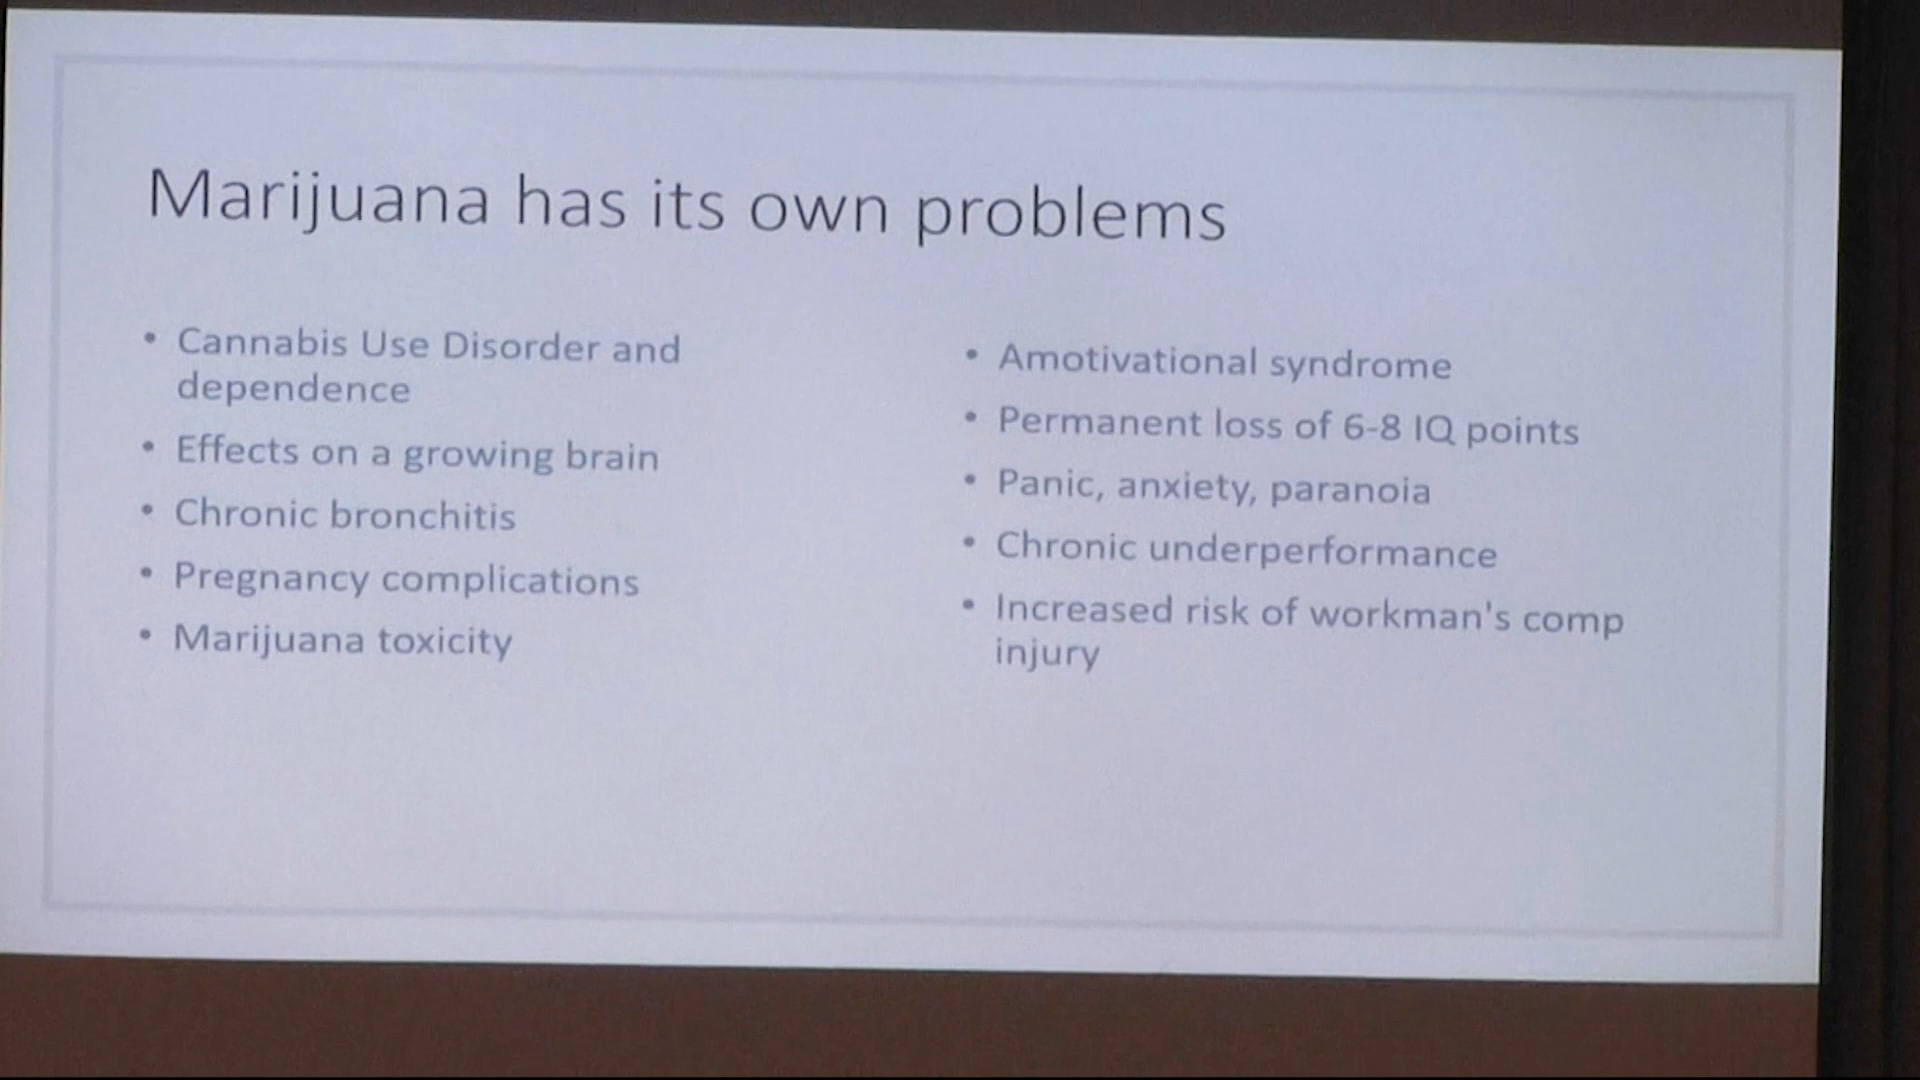 Marijuana has its own problems
• Cannabis Use Disorder and
dependence
• Effects on a growing brain
• Chronic bronchitis
• Pregnancy complications
• Marijuana toxicity
• Amotivational syndrome
• Permanent loss of 6-8 IQ points
• Panic, anxiety, paranoia
• Chronic underperformance
• Increased risk of workman's comp
injury